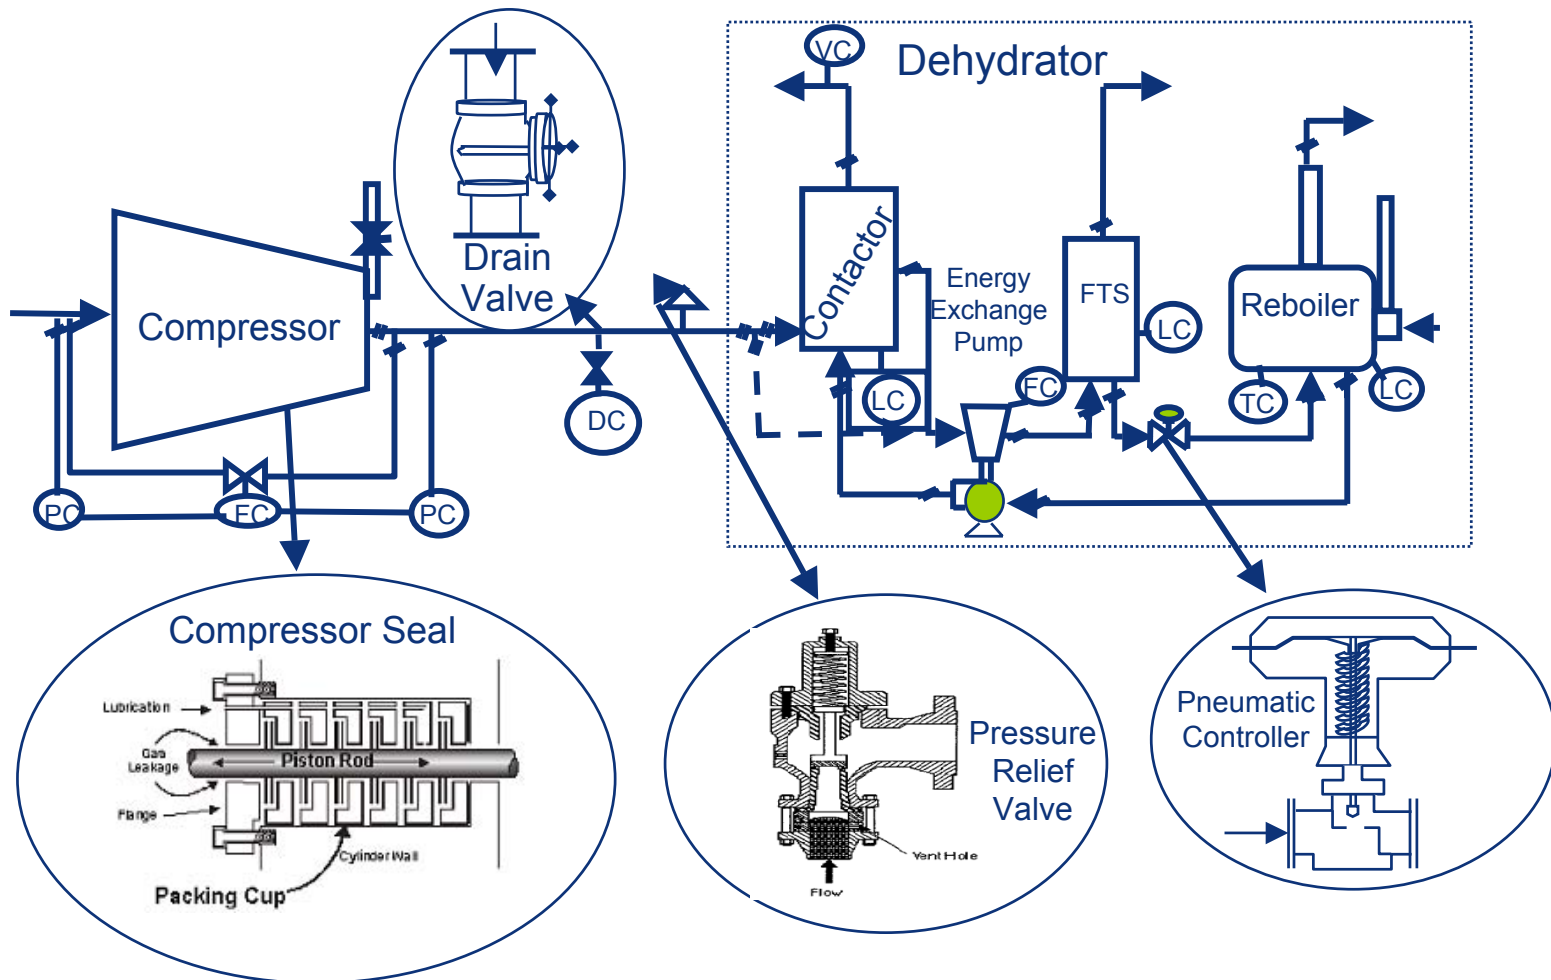 VC
Dehydrator
Drain
Valve
Compressor
Contactor
Energy
Exchange
Pump
FTS
LC
Reboiler
FC
LC
TC
LC
DC
PC
FC
PC
Compressor Seal
Lubrication
Gas
Leakage
Piston Rod
Flange
Cylinder Wall
Packing Cup
Pressure
Relief
Valve
Vent Hole
Flow
Pneumatic
Controller